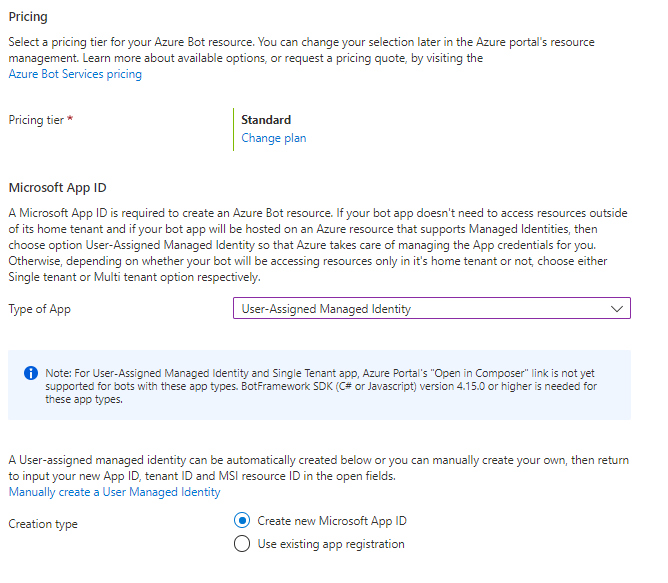 Pricing
Select a pricing tier for your Azure Bot resource. You can change your selection later in the Azure portal's resource
management. Learn more about available options, or request a pricing quote, by visiting the
Azure Bot Services pricing
Pricing tier *
Standard
Change plan
Microsoft App ID
A Microsoft App ID is required to create an Azure Bot resource. If your bot app doesn't need to access resources outside
of its home tenant and if your bot app will be hosted on an Azure resource that supports Managed Identities, then
choose option User-Assigned Managed Identity so that Azure takes care of managing the App credentials for you.
Otherwise, depending on whether your bot will be accessing resources only in it's home tenant or not, choose either
Single tenant or Multi tenant option respectively.
Type of App
User-Assigned Managed Identity
Note: For User-Assigned Managed Identity and Single Tenant app, Azure Portal's "Open in Composer" link is not yet
supported for bots with these app types. BotFramework SDK (C# or Javascript) version 4.15.0 or higher is needed for
these app types.
A User-assigned managed identity can be automatically created below or you can manually create your own, then return
to input your new App ID, tenant ID and MSI resource ID in the open fields.
Manually create a User Managed Identity
Creation type
Create new Microsoft App ID
Use existing app registration